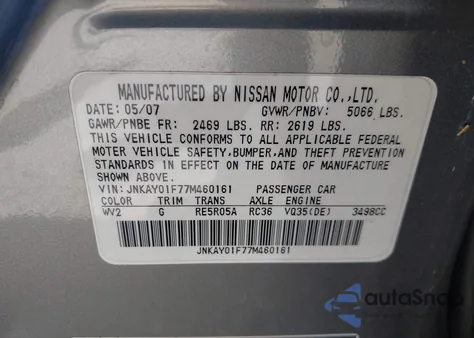 MANUFACTURED BY NISSAN MOTOR CO.,LTD.
DATE: 05/07 GVWR/PNBV: 5066 LBS.
GAWR/PNBE FR: 2469 LBS. RR: 2619 LBS.
THIS VEHICLE CONFORMS TO ALL APPLICABLE FEDERAL
MOTOR VEHICLE SAFETY,BUMPER,AND THEFT PREVENTION
STANDARDS IN EFFECT ON THE DATE OF MANUFACTURE
SHOWN ABOVE.
VIN:JNKAY01F77M460161 PASSENGER CAR
COLOR TRIM TRANS AXLE ENGINE
WV2 G RE5R05A RC36 VQ35(DE) 3498CC
JNKAY01F77M460161
autoSnap